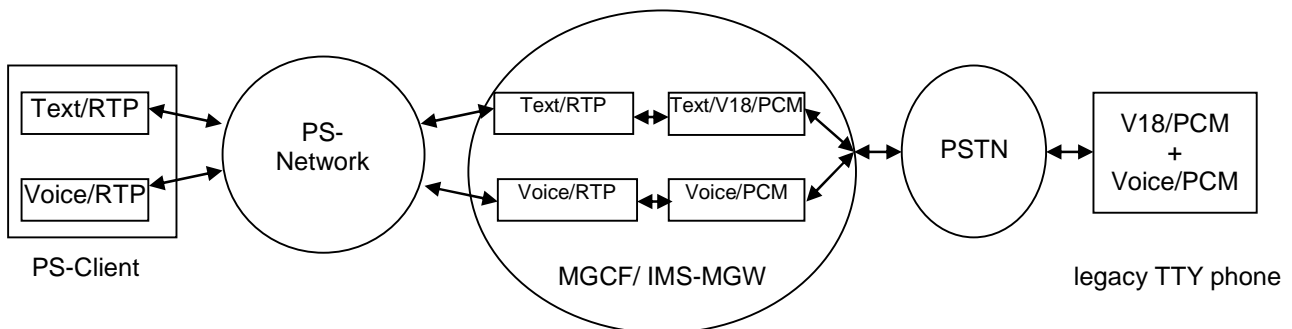 Text/RTP
Voice/RTP
PS-Client
PS-
Network
Text/RTP
Text/V18/PCM
Voice/RTP
Voice/PCM
MGCF/ IMS-MGW
PSTN
V18/PCM
+
Voice/PCM
legacy TTY phone